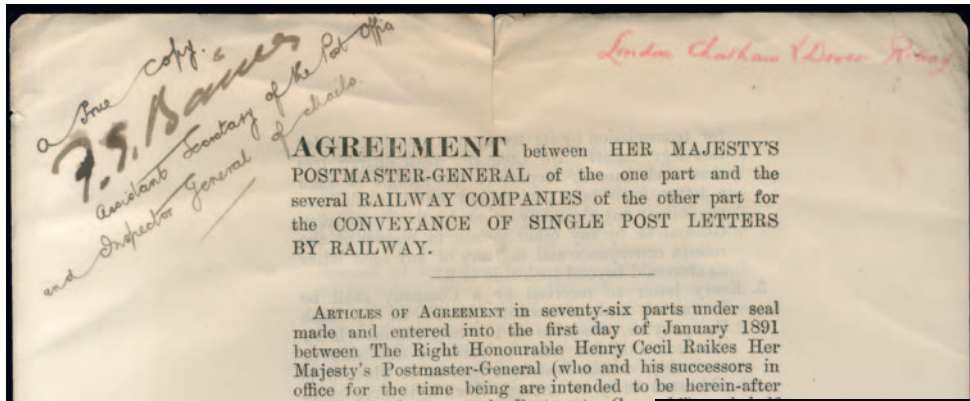 a True Copy.
F. E. Baines
Assistant Secretary of the Post Office
and Inspector General of Mails.
London Chatham & Dover R.way
AGREEMENT between HER MAJESTY'S
POSTMASTER-GENERAL of the one part and the
several RAILWAY COMPANIES of the other part for
the CONVEYANCE OF SINGLE POST LETTERS
BY RAILWAY.
ARTICLES OF AGREEMENT in seventy-six parts under seal
made and entered into the first day of January 1891
between The Right Honourable Henry Cecil Raikes Her
Majesty's Postmaster-General (who and his successors in
office for the time being are intended to be herein-after